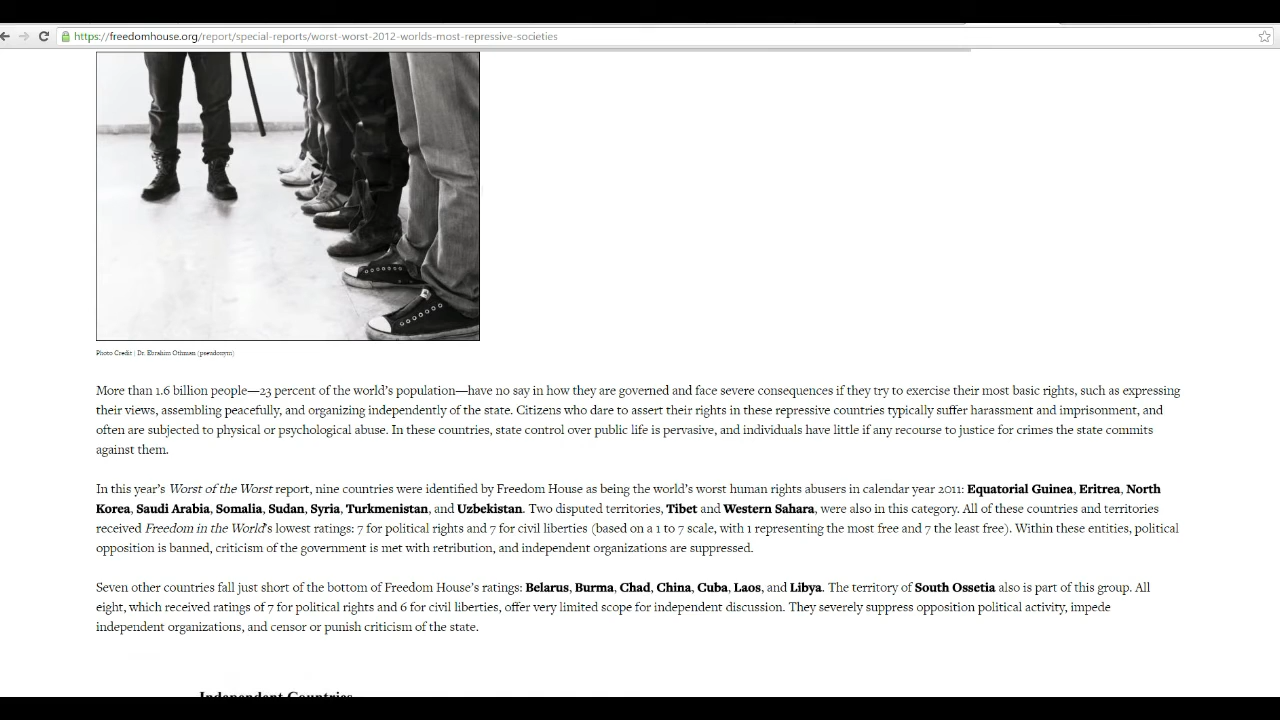 https://freedomhouse.org/report/special-reports/worst-worst-2012-worlds-most-repressive-societies
Photo Credit | Dr. Ebrahim Othman (pseudonym)
More than 1.6 billion people—23 percent of the world's population—have no say in how they are governed and face severe consequences if they try to exercise their most basic rights, such as expressing
their views, assembling peacefully, and organizing independently of the state. Citizens who dare to assert their rights in these repressive countries typically suffer harassment and imprisonment, and
often are subjected to physical or psychological abuse. In these countries, state control over public life is pervasive, and individuals have little if any recourse to justice for crimes the state commits
against them.
In this year's Worst of the Worst report, nine countries were identified by Freedom House as being the world's worst human rights abusers in calendar year 2011: Equatorial Guinea, Eritrea, North
Korea, Saudi Arabia, Somalia, Sudan, Syria, Turkmenistan, and Uzbekistan. Two disputed territories, Tibet and Western Sahara, were also in this category. All of these countries and territories
received Freedom in the World's lowest ratings: 7 for political rights and 7 for civil liberties (based on a 1 to 7 scale, with 1 representing the most free and 7 the least free). Within these entities, political
opposition is banned, criticism of the government is met with retribution, and independent organizations are suppressed.
Seven other countries fall just short of the bottom of Freedom House's ratings: Belarus, Burma, Chad, China, Cuba, Laos, and Libya. The territory of South Ossetia also is part of this group. All
eight, which received ratings of 7 for political rights and 6 for civil liberties, offer very limited scope for independent discussion. They severely suppress opposition political activity, impede
independent organizations, and censor or punish criticism of the state.
Independent Countries